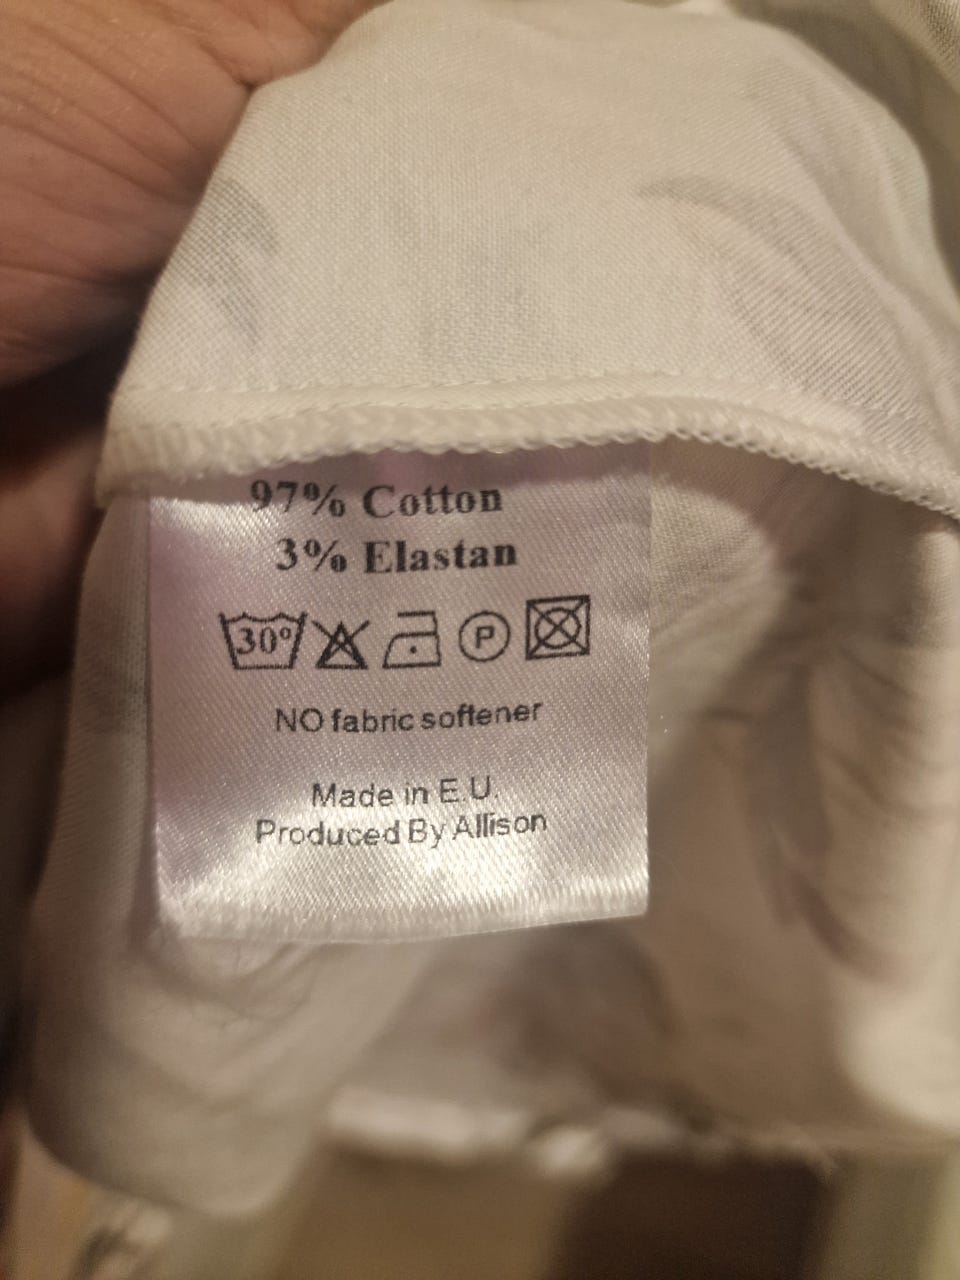 97% Cotton
3% Elastan
30° P
NO fabric softener
Made in E.U.
Produced By Allison